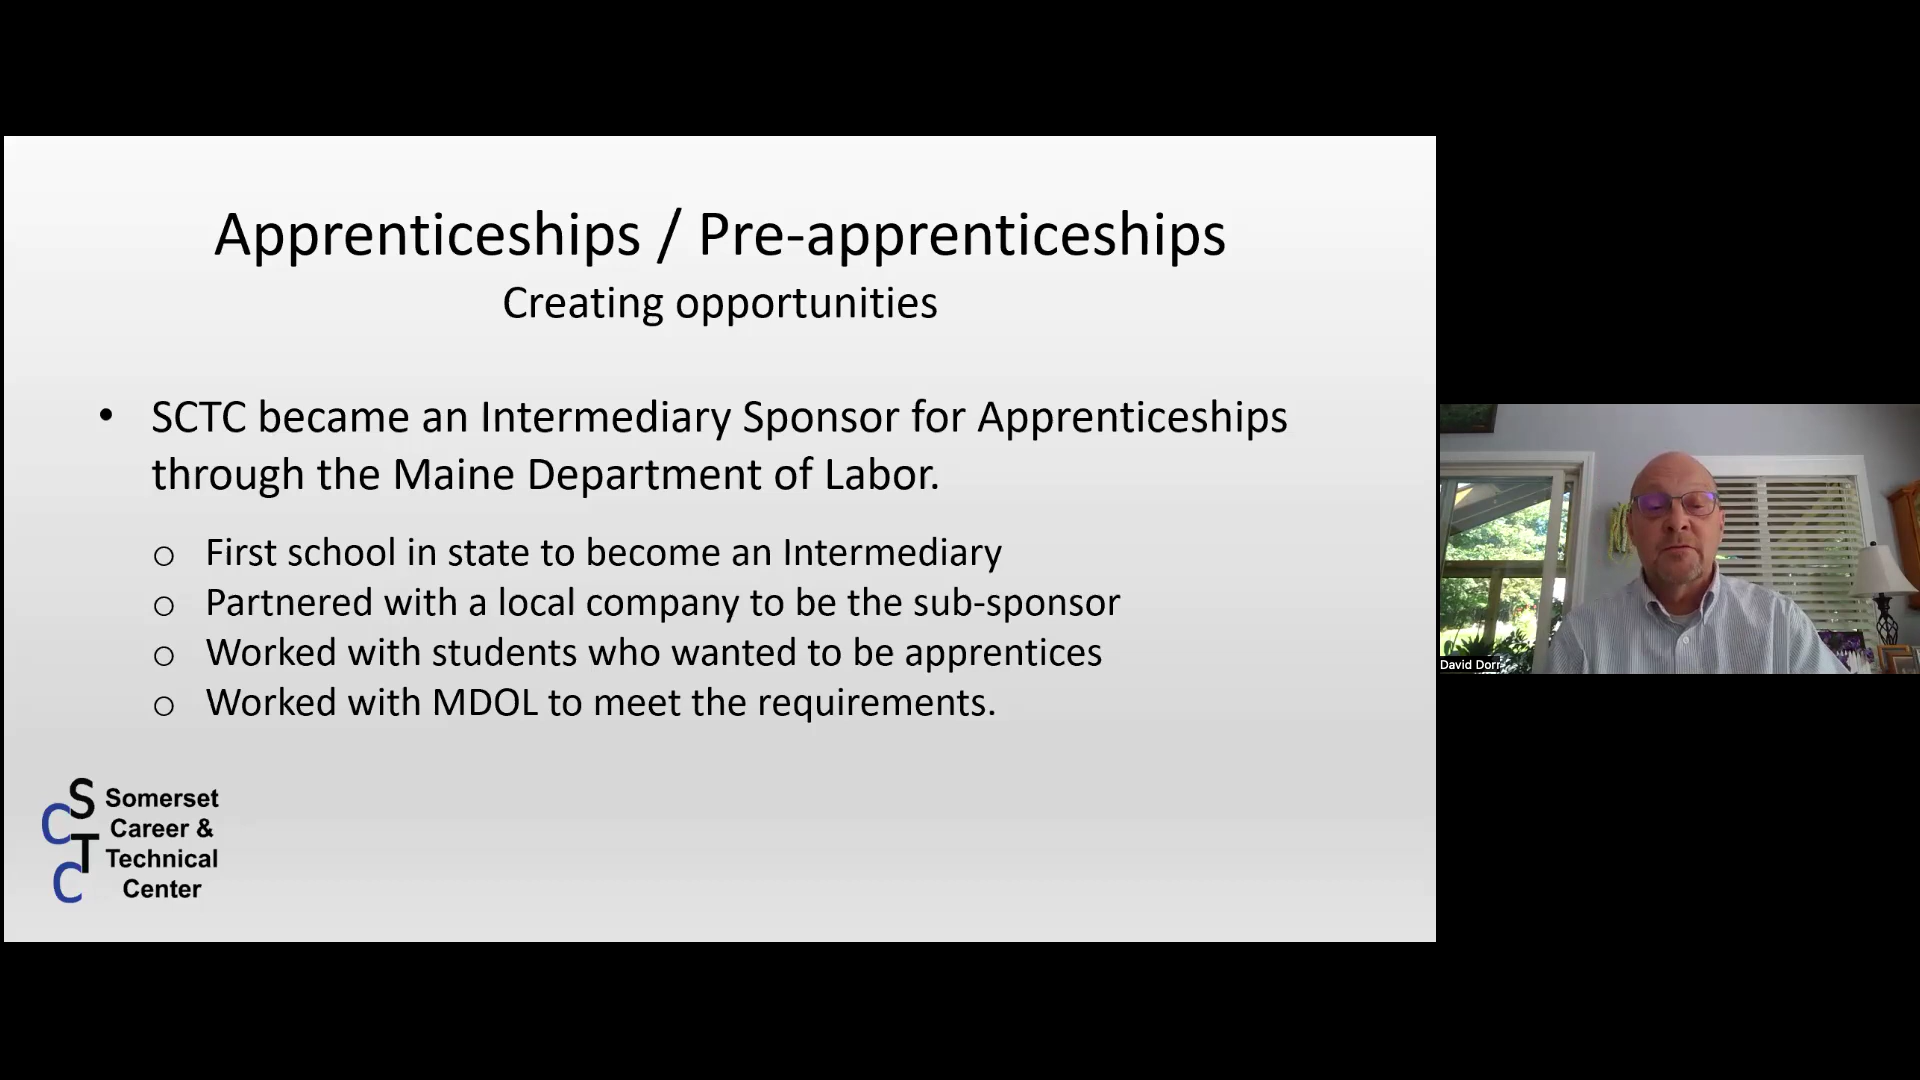 Apprenticeships / Pre-apprenticeships
Creating opportunities
• SCTC became an Intermediary Sponsor for Apprenticeships
through the Maine Department of Labor.
o First school in state to become an Intermediary
o Partnered with a local company to be the sub-sponsor
o Worked with students who wanted to be apprentices
o Worked with MDOL to meet the requirements.
SCTC
Somerset
Career &
Technical
Center
David Dorr